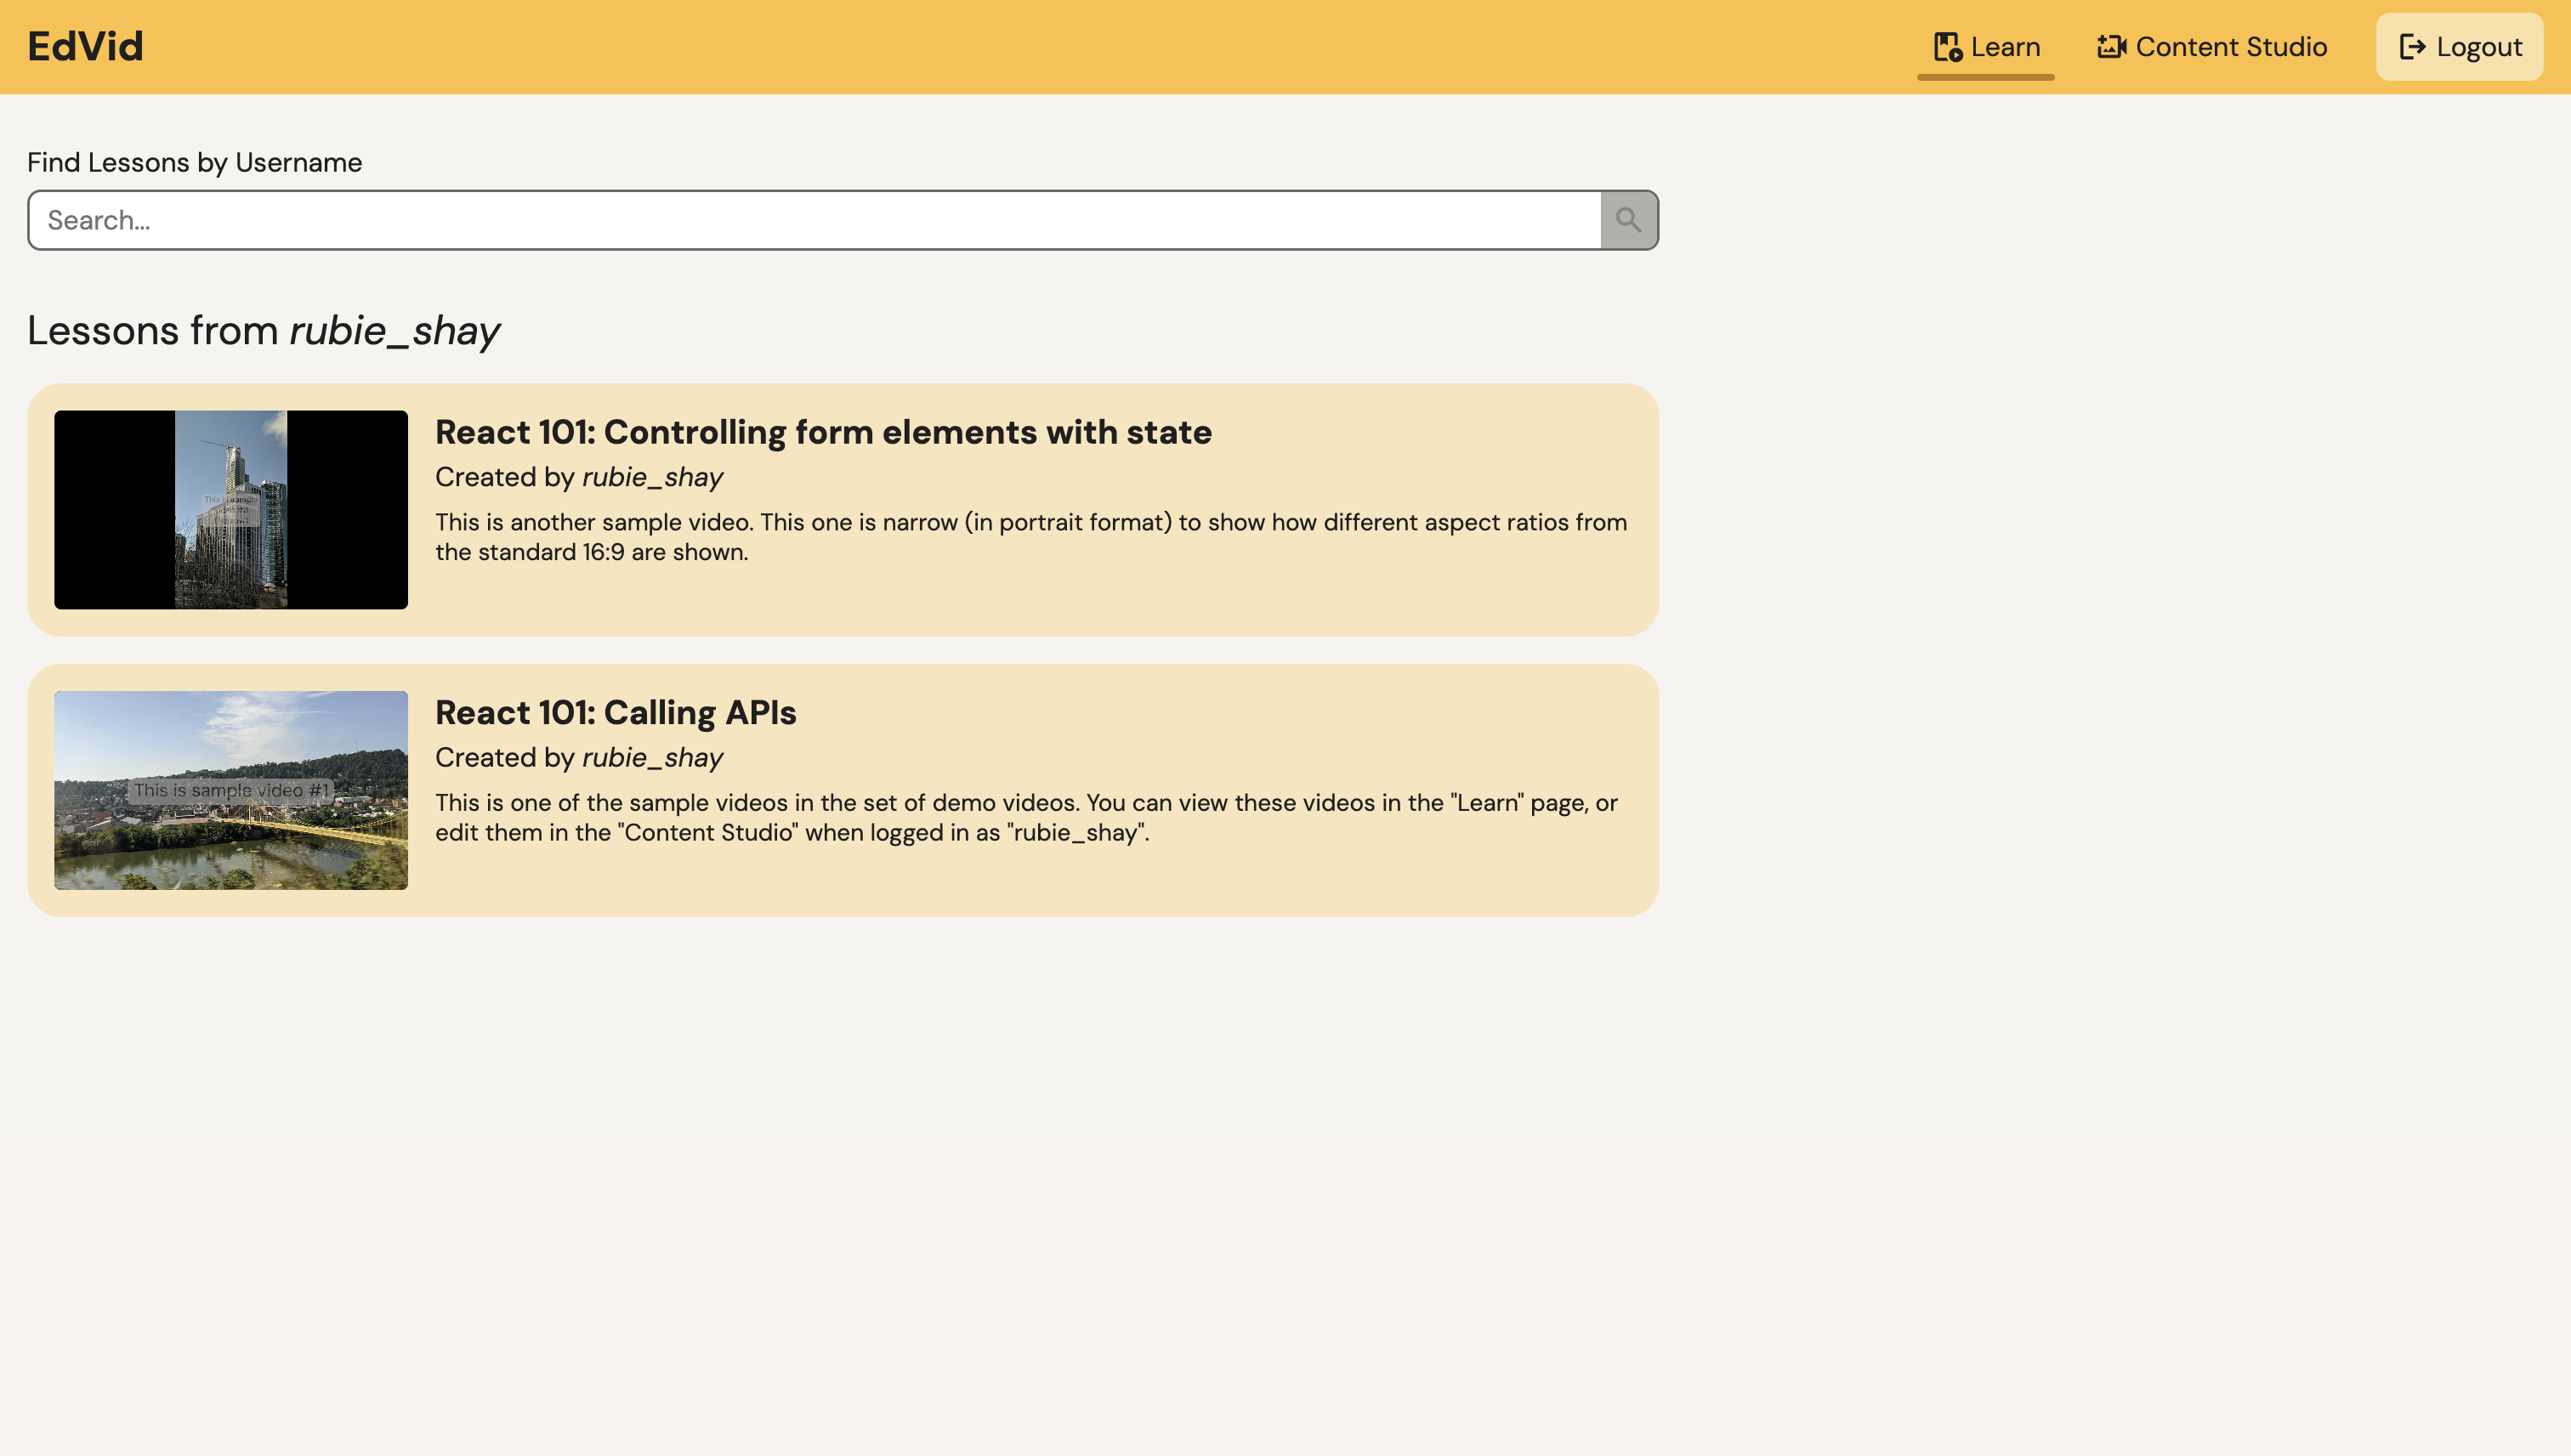 EdVid
Learn
Content Studio
Logout
Find Lessons by Username
Search...
Lessons from rubie_shay
React 101: Controlling form elements with state
Created by rubie_shay
This is another sample video. This one is narrow (in portrait format) to show how different aspect ratios from
the standard 16:9 are shown.
This is sample
React 101: Calling APIs
Created by rubie_shay
This is one of the sample videos in the set of demo videos. You can view these videos in the "Learn" page, or
edit them in the "Content Studio" when logged in as "rubie_shay".
This is sample video #1